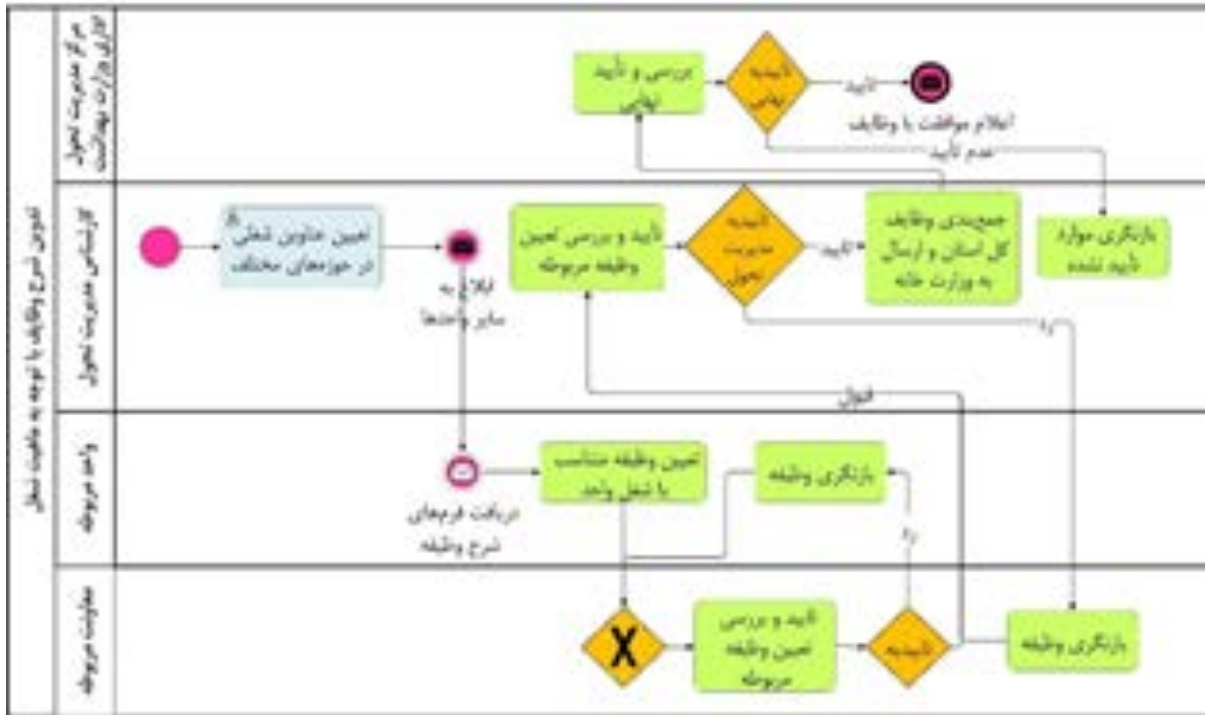 تدوین شرح وظایف با توجه به ماهیت شغل
مرکز مدیریت تحول
اداری وزارت بهداشت
بررسی و تأیید
نهایی
تأییدیه
نهایی
تأیید
اعلام موافقت با وظایف
عدم تأیید
کارشناس مدیریت تحول
تعیین عناوین شغلی
در حوزه‌های مختلف
ابلاغ به
سایر واحدها
تأیید و بررسی تعیین
وظیفه مربوطه
تأییدیه
مدیریت
تحول
تایید
جمع‌بندی وظایف
کل استان و ارسال
به وزارت خانه
بازنگری موارد
تأیید نشده
رد
قبول
واحد مربوطه
دریافت فرم‌های
شرح وظیفه
تعیین وظیفه متناسب
با شغل واحد
بازنگری وظیفه
رد
معاونت مربوطه
X
تایید و بررسی
تعیین وظیفه
مربوطه
تأییدیه
بازنگری وظیفه